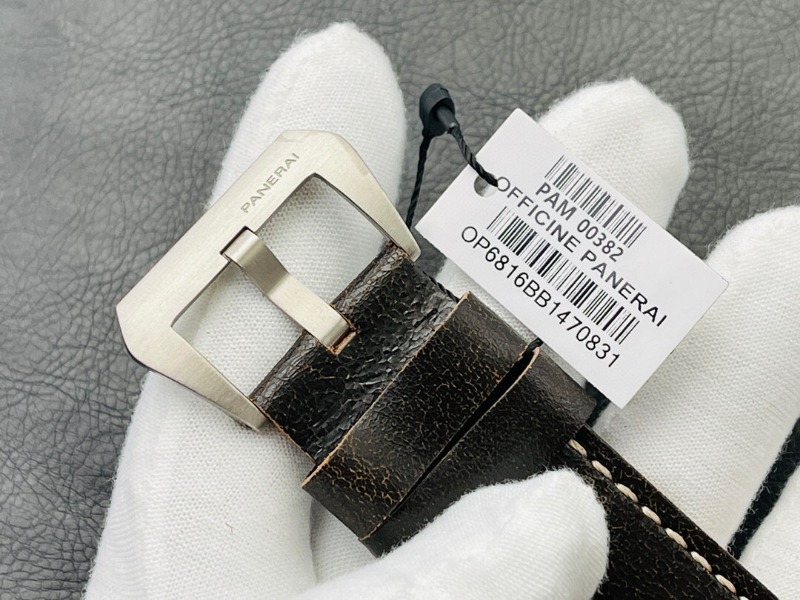 PANERAI
PAM 00382
OFFICINE PANERAI
OP6816BB1470831